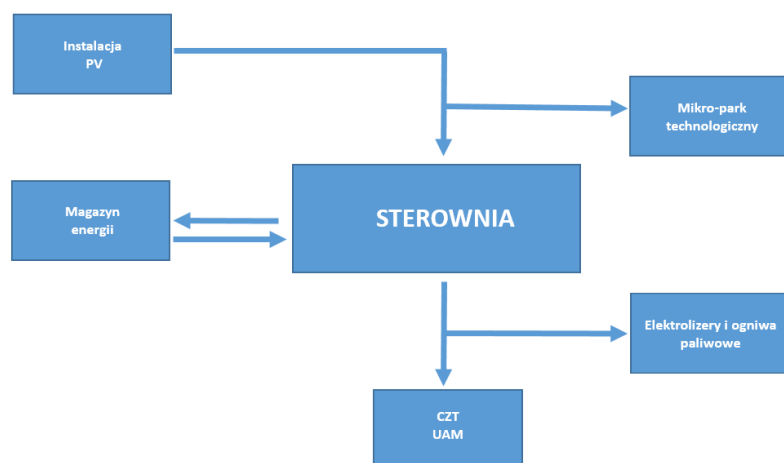 Instalacja
PV
Mikro-park
technologiczny
Magazyn
energii
STEROWNIA
Elektrolizery i ogniwa
paliwowe
CZT
UAM